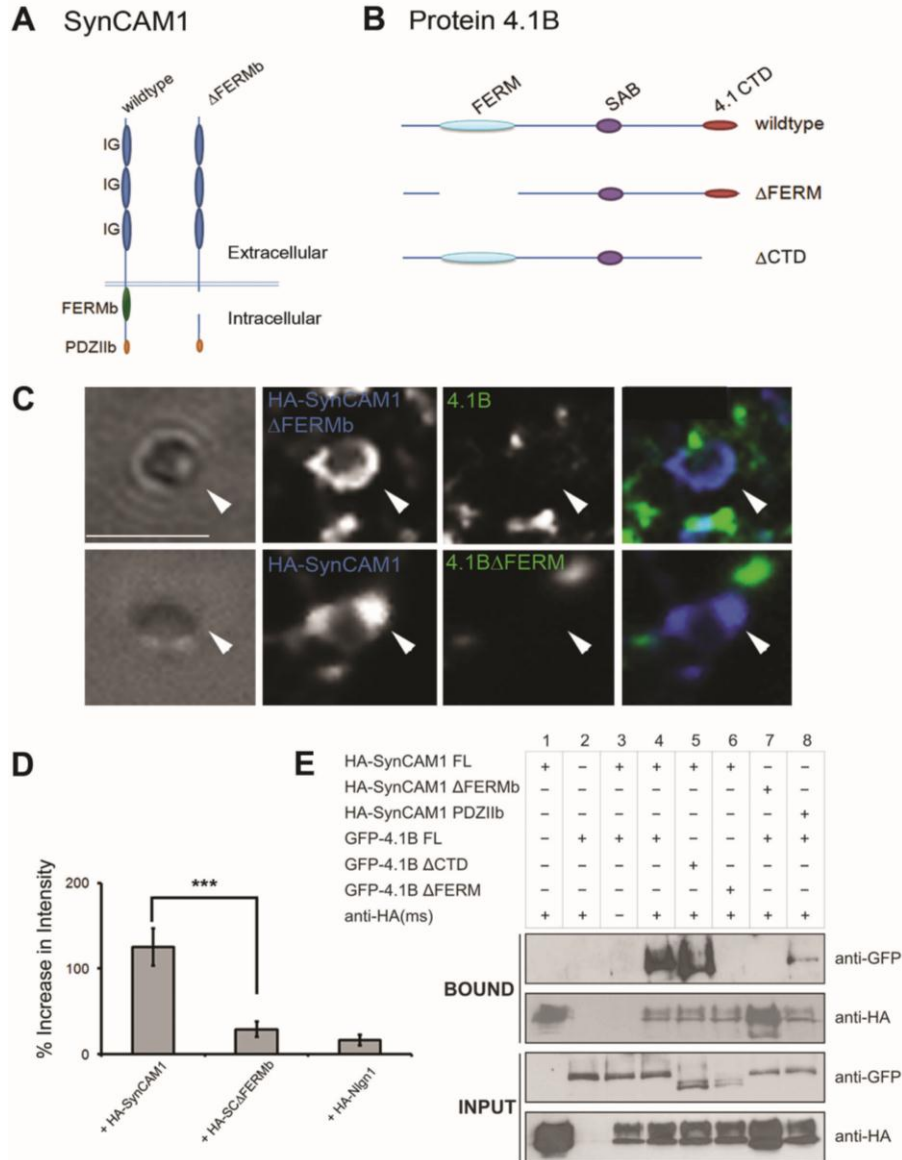 A SynCAM1
wildtype
ΔFERMb
IG
IG
IG
Extracellular
FERMb
Intracellular
PDZIIb
B Protein 4.1B
FERM
SAB
4.1 CTD
wildtype
ΔFERM
ΔCTD
C
HA-SynCAM1
ΔFERMb
4.1B
HA-SynCAM1
4.1BΔFERM
D
% Increase in Intensity
200
100
0
***
+ HA-SynCAM1
+ HA-SCΔFERMb
+ HA-Nlgn1
E
1 2 3 4 5 6 7 8
HA-SynCAM1 FL + – + + + + – –
HA-SynCAM1 ΔFERMb – – – – – – + –
HA-SynCAM1 PDZIIb – – – – – – – +
GFP-4.1B FL – + + + – – + +
GFP-4.1B ΔCTD – – – – + – – –
GFP-4.1B ΔFERM – – – – – + – –
anti-HA(ms) + + – + + + + +
BOUND
anti-GFP
anti-HA
INPUT
anti-GFP
anti-HA